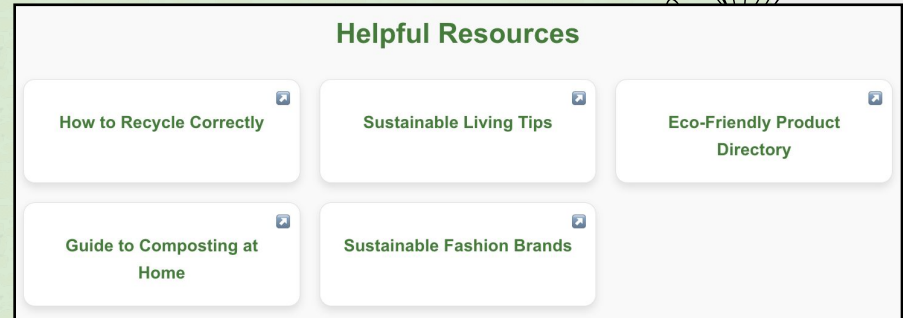 Helpful Resources
How to Recycle Correctly
Sustainable Living Tips
Eco-Friendly Product
Directory
Guide to Composting at
Home
Sustainable Fashion Brands